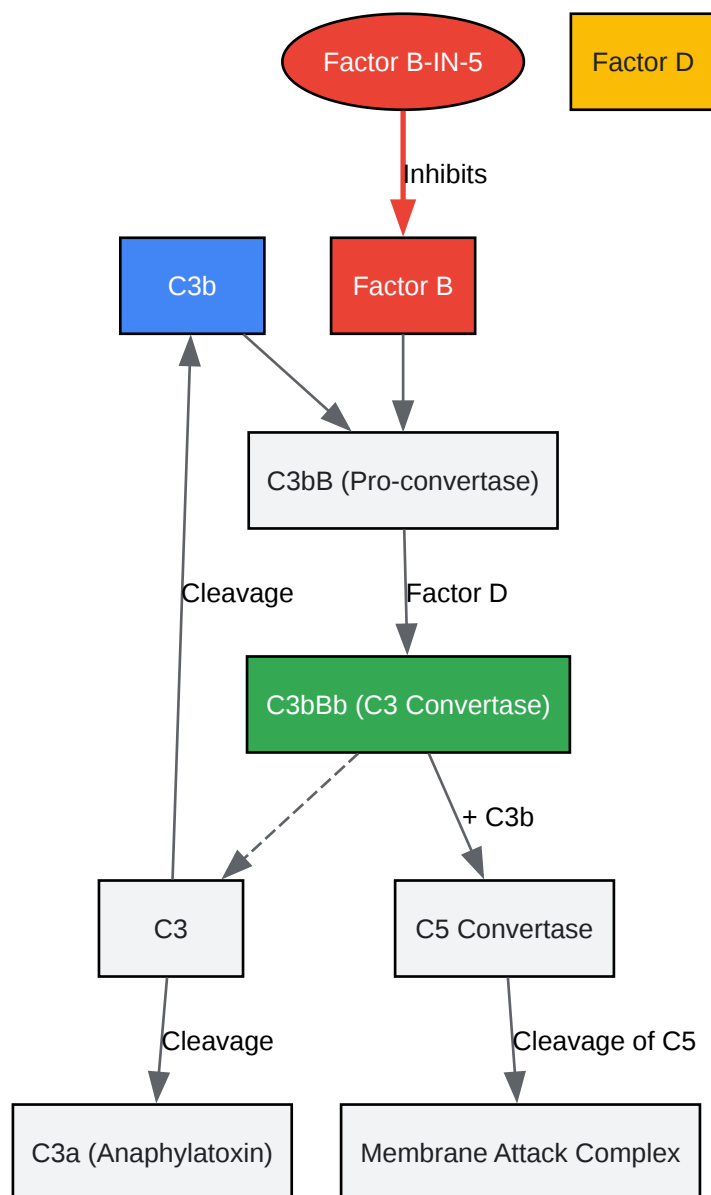 Factor B-IN-5
Factor D
Inhibits
C3b
Factor B
C3bB (Pro-convertase)
Cleavage
Factor D
C3bBb (C3 Convertase)
+ C3b
C3
C5 Convertase
Cleavage
Cleavage of C5
C3a (Anaphylatoxin)
Membrane Attack Complex